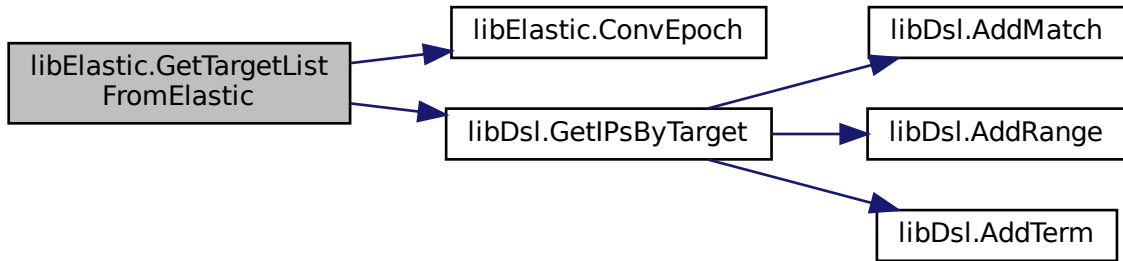 libElastic.GetTargetList
FromElastic
libElastic.ConvEpoch
libDsl.GetIPsByTarget
libDsl.AddMatch
libDsl.AddRange
libDsl.AddTerm